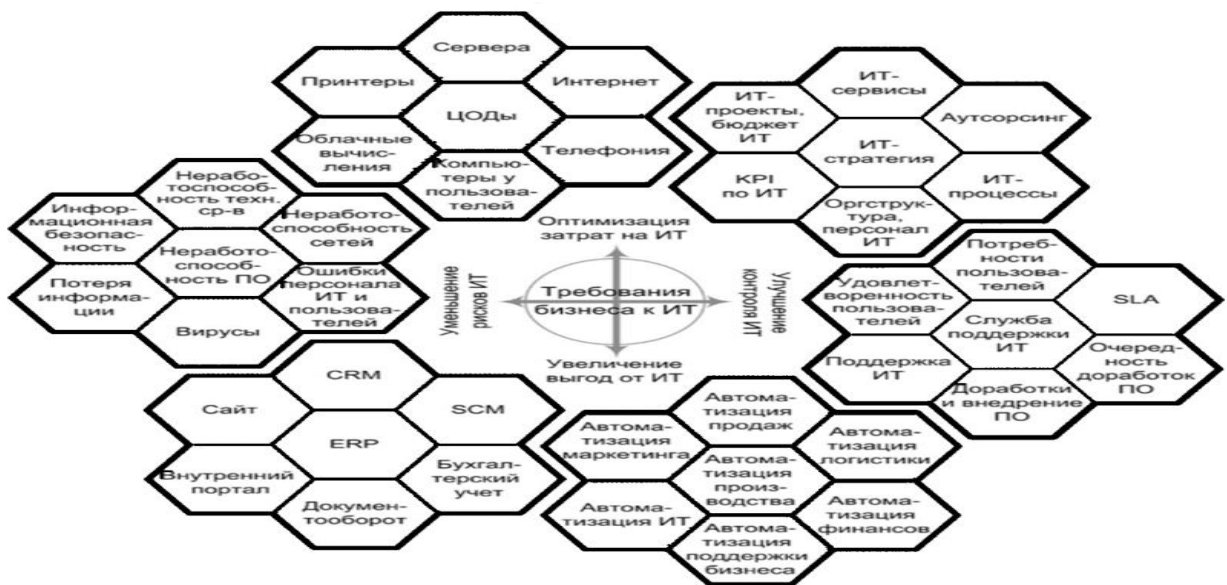 Сервера
Принтеры
Интернет
ЦОДы
Облачные
вычис-
ления
Телефония
Компью-
теры у
пользова-
телей
ИТ-
сервисы
ИТ-
проекты,
бюджет
ИТ
Аутсорсинг
ИТ-
стратегия
KPI
по ИТ
ИТ-
процессы
Оргструк-
тура,
персонал
ИТ
Нерабо-
тоспособ-
ность техн.
ср-в
Инфор-
мационная
безопас-
ность
Неработо-
способность
сетей
Неработо-
способ-
ность ПО
Потеря
информа-
ции
Ошибки
персонала
ИТ и
пользова-
телей
Вирусы
Оптимизация
затрат на ИТ
Уменьшение
рисков ИТ
Требования
бизнеса к ИТ
Улучшение
контроля ИТ
Увеличение
выгод от ИТ
Потреб-
ности
пользова-
телей
Удовлет-
воренность
пользова-
телей
SLA
Служба
поддержки
ИТ
Поддержка
ИТ
Очеред-
ность
доработок
ПО
Доработки
и внедрение
ПО
CRM
Сайт
SCM
ERP
Внутренний
портал
Бухгал-
терский
учет
Докумен-
тооборот
Автома-
тизация
продаж
Автома-
тизация
маркетинга
Автома-
тизация
логистики
Автома-
тизация
произ-
водства
Автома-
тизация ИТ
Автома-
тизация
финансов
Автома-
тизация
поддержки
бизнеса